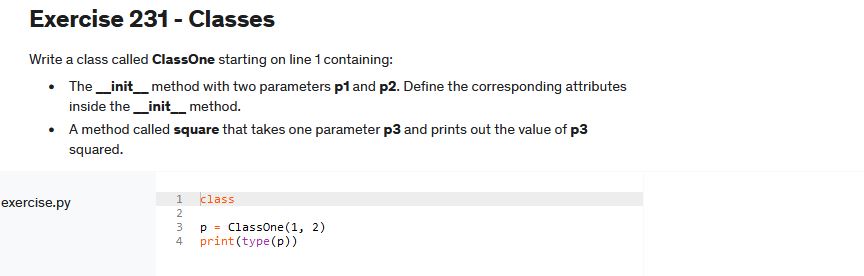 Exercise 231 - Classes
Write a class called ClassOne starting on line 1 containing:
• The __init__ method with two parameters p1 and p2. Define the corresponding attributes
inside the __init__ method.
• A method called square that takes one parameter p3 and prints out the value of p3
squared.
exercise.py
1 class
2
3 p = ClassOne(1, 2)
4 print(type(p))